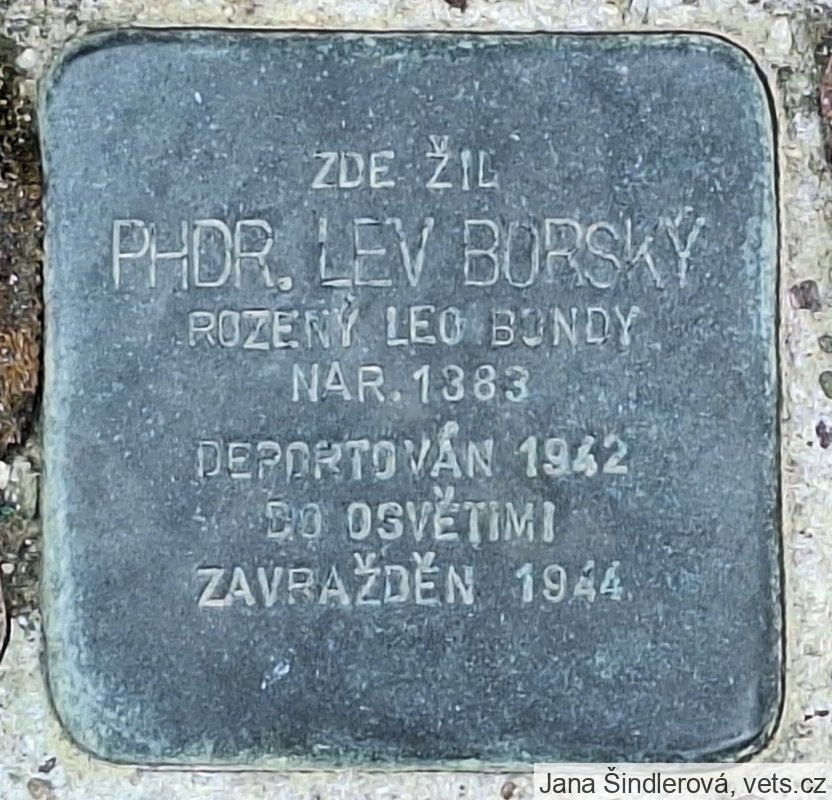 ZDE ŽIL
PHDR. LEV BORSKÝ
ROZENÝ LEO BONDY
NAR. 1883
DEPORTOVÁN 1942
DO OSVĚTIMI
ZAVRAŽDĚN 1944
Jana Šindlerová, vets.cz